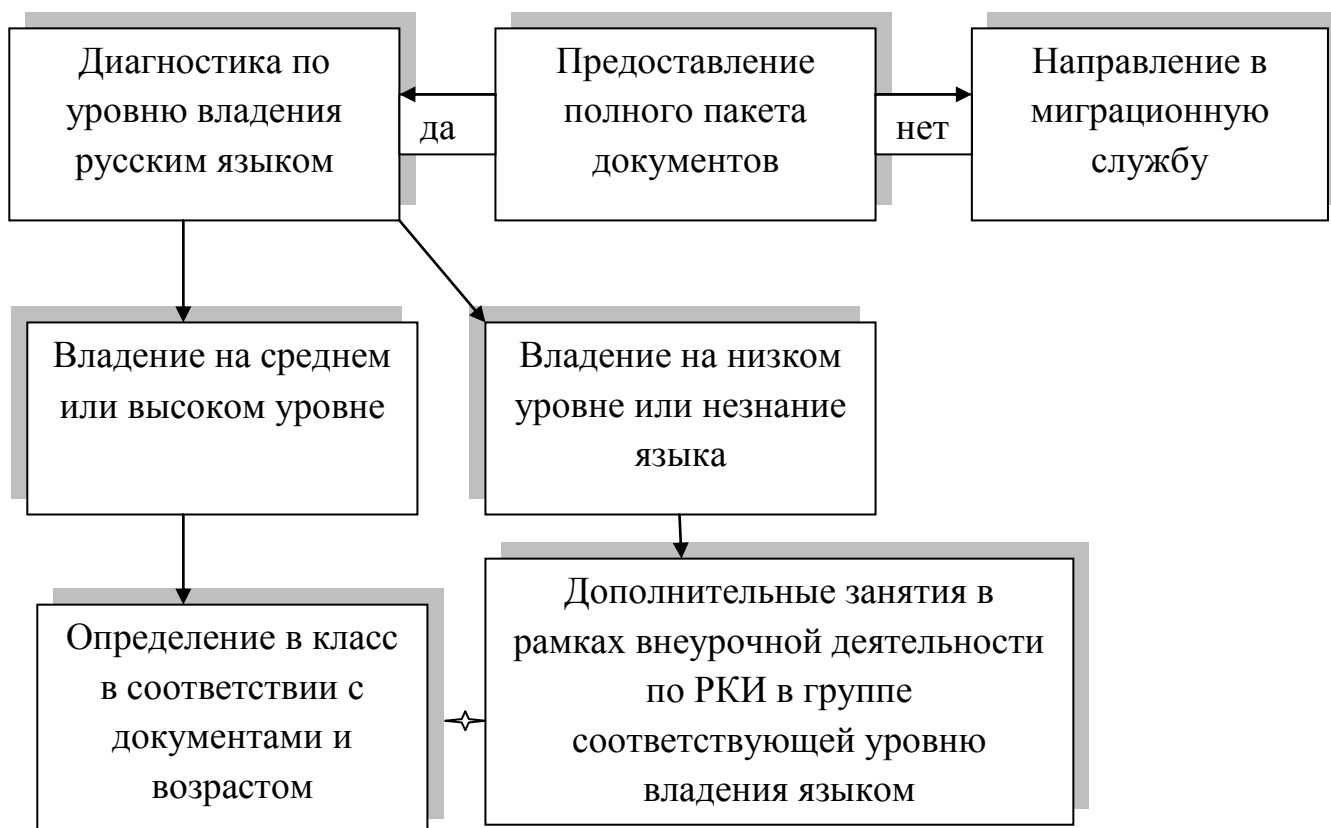 Диагностика по
уровню владения
русским языком
да
Предоставление
полного пакета
документов
нет
Направление в
миграционную
службу
Владение на среднем
или высоком уровне
Владение на низком
уровне или незнание
языка
Определение в класс
в соответствии с
документами и
возрастом
Дополнительные занятия в
рамках внеурочной деятельности
по РКИ в группе
соответствующей уровню
владения языком